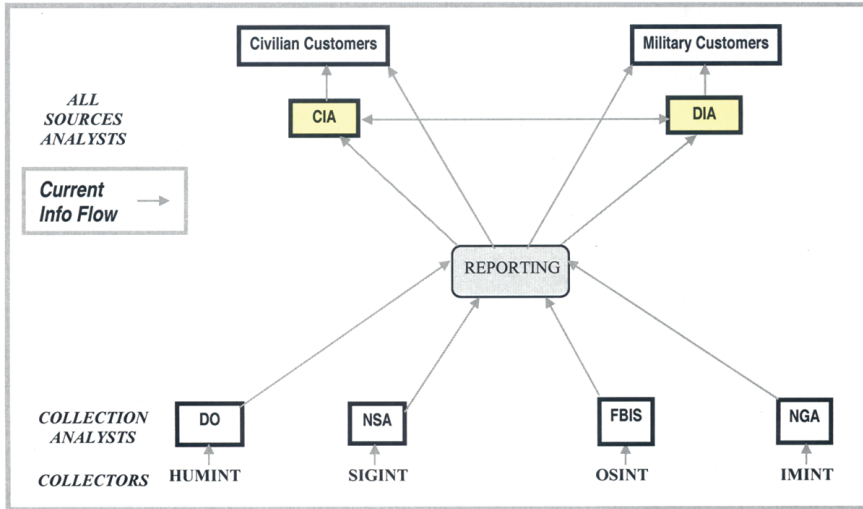 Civilian Customers
Military Customers
ALL
SOURCES
ANALYSTS
CIA
DIA
Current
Info Flow
REPORTING
COLLECTION
ANALYSTS
DO
NSA
FBIS
NGA
COLLECTORS
HUMINT
SIGINT
OSINT
IMINT